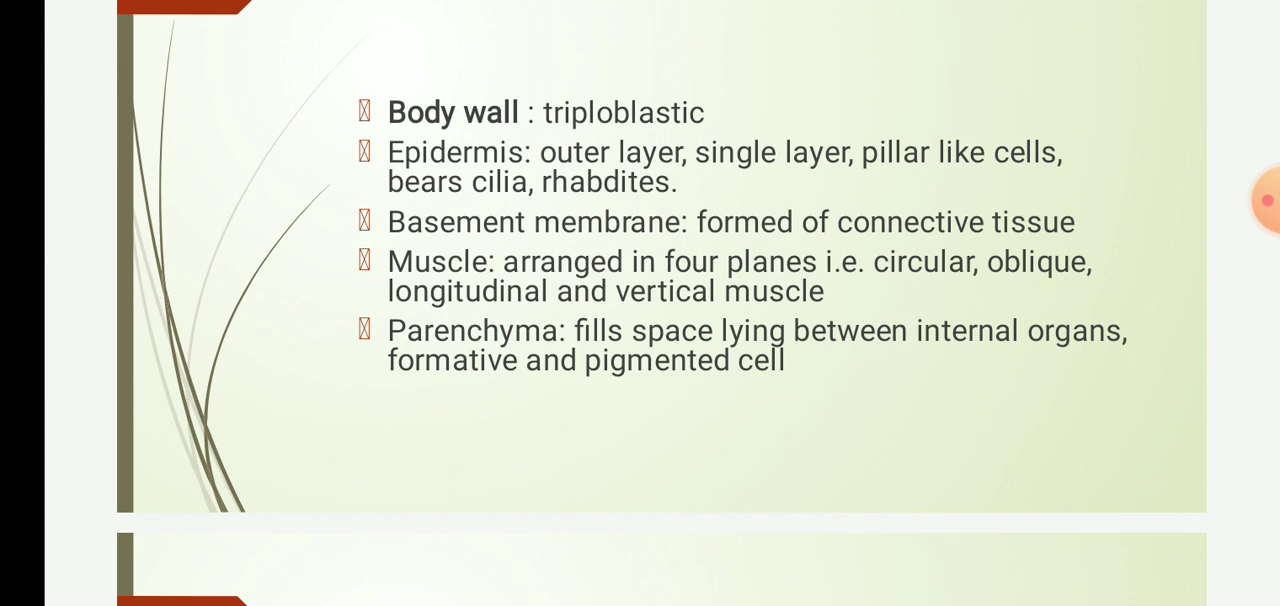 Body wall : triploblastic
Epidermis: outer layer, single layer, pillar like cells,
bears cilia, rhabdites.
Basement membrane: formed of connective tissue
Muscle: arranged in four planes i.e. circular, oblique,
longitudinal and vertical muscle
Parenchyma: fills space lying between internal organs,
formative and pigmented cell